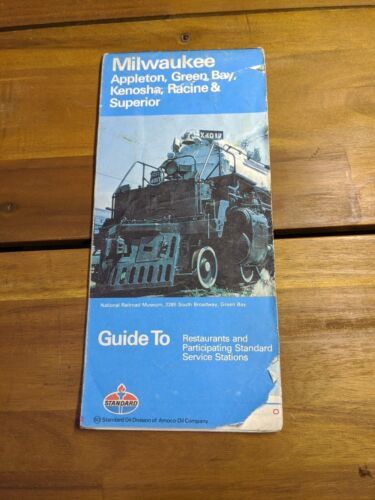 Milwaukee
Appleton, Green Bay,
Kenosha, Racine &
Superior
X4017
National Railroad Museum, 2285 South Broadway, Green Bay
Guide To
Restaurants and
Participating Standard
Service Stations
STANDARD
Standard Oil Division of Amoco Oil Company